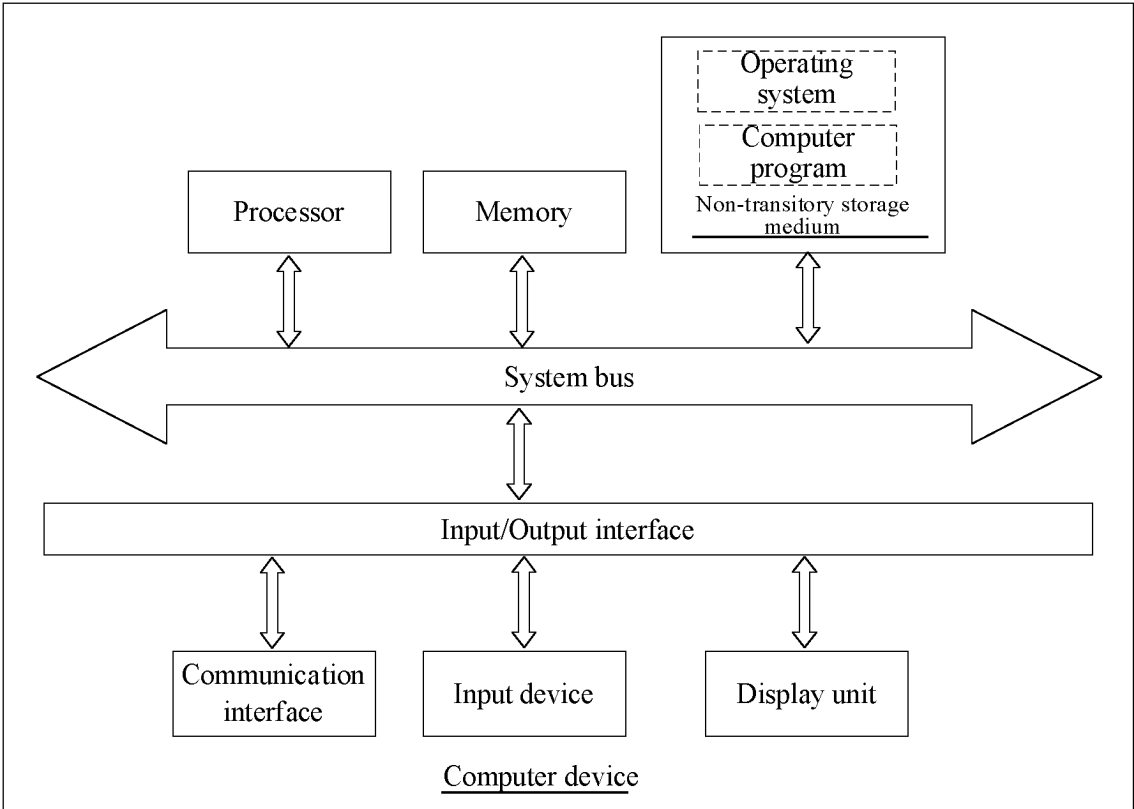 Operating
system
Computer
program
Non-transitory storage
medium
Processor
Memory
System bus
Input/Output interface
Communication
interface
Input device
Display unit
Computer device